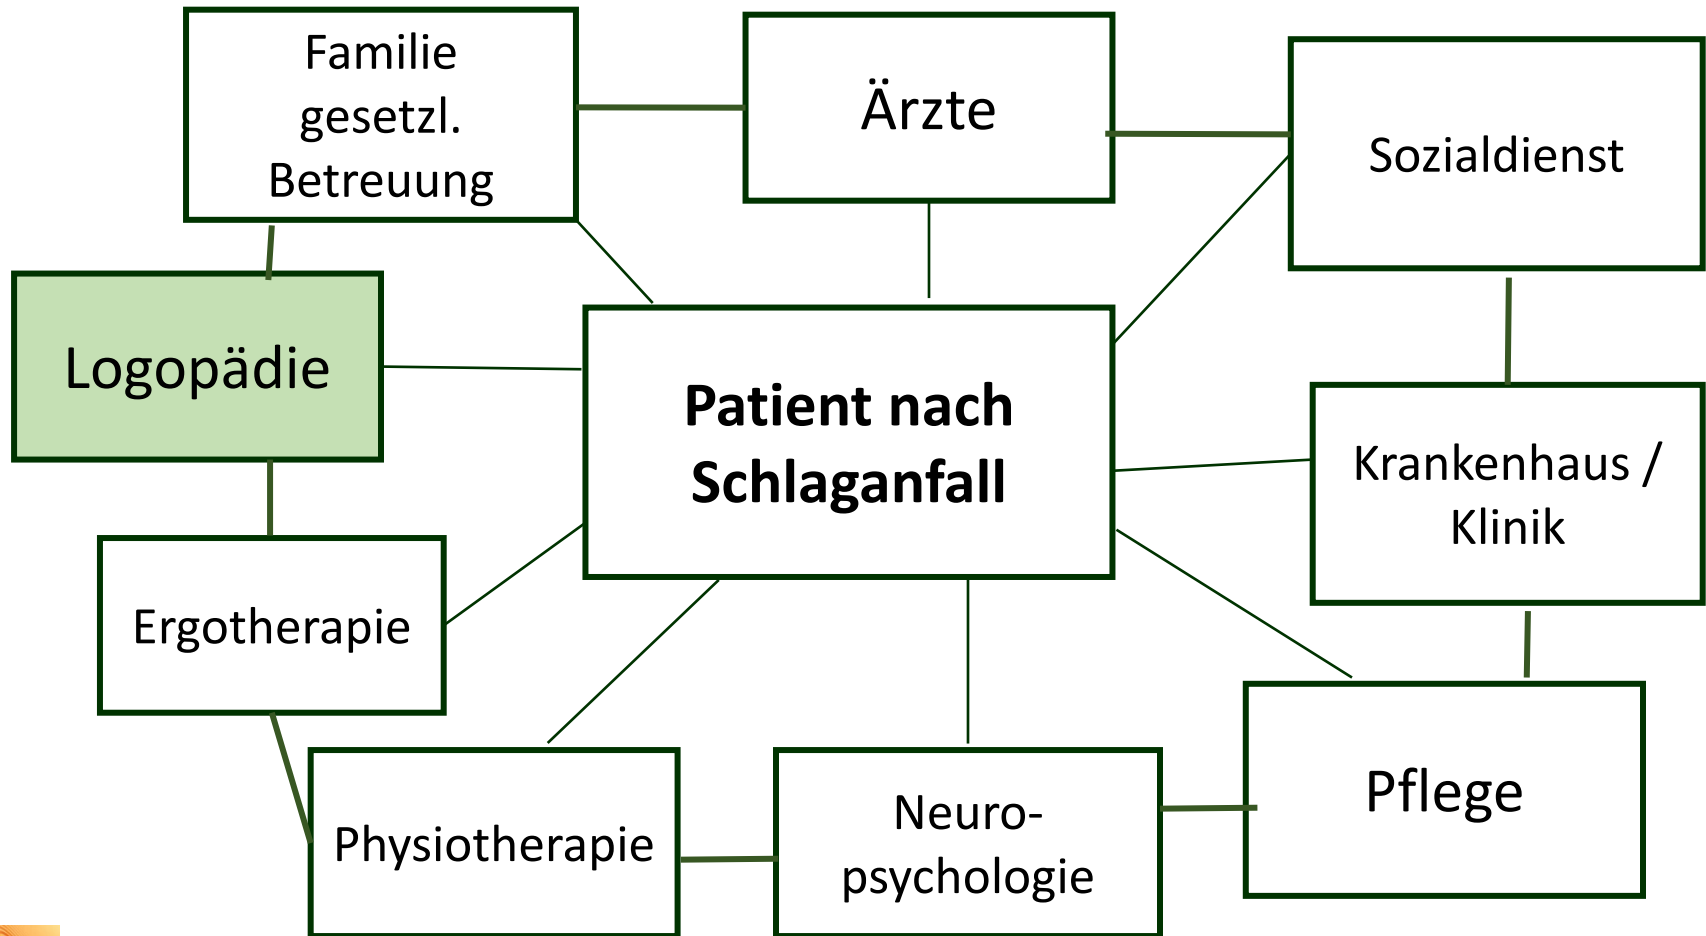 Familie
gesetzl.
Betreuung
Ärzte
Sozialdienst
Logopädie
Patient nach
Schlaganfall
Krankenhaus /
Klinik
Ergotherapie
Physiotherapie
Neuro-
psychologie
Pflege